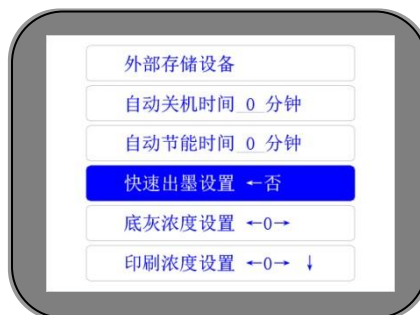 外部存储设备
自动关机时间 0 分钟
自动节能时间 0 分钟
快速出墨设置 ←否
底灰浓度设置 ←0→
印刷浓度设置 ←0→ ↓